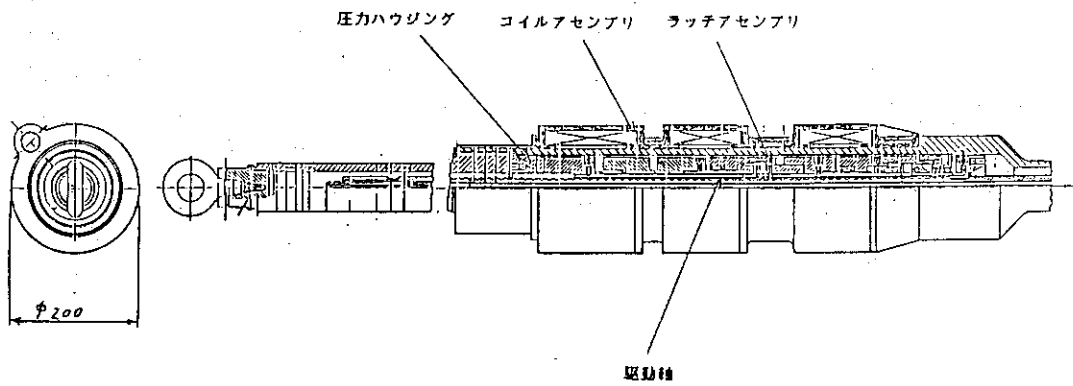 圧力ハウジング
コイルアセンブリ
ラッチアセンブリ
φ200
駆動軸